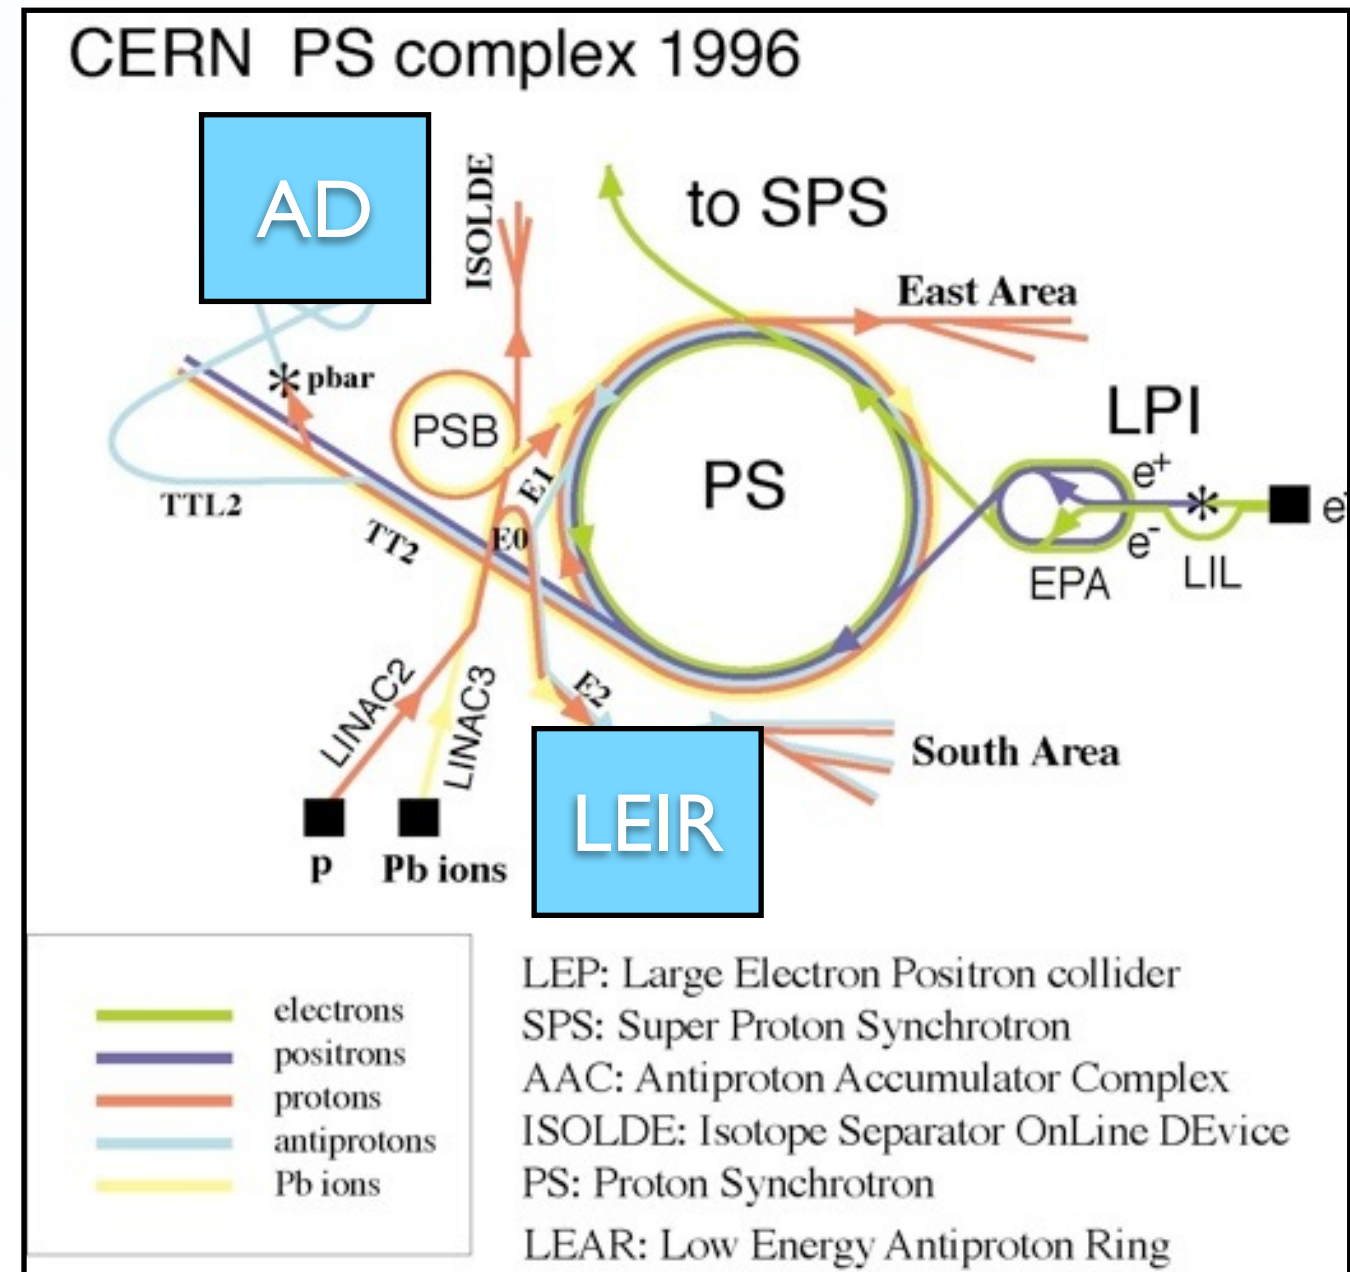 CERN PS complex 1996
AD
ISOLDE
to SPS
East Area
pbar
PSB
LPI
PS
E1
e+
TTL2
TT2
E0
e-
e-
EPA
LIL
LINAC2
LINAC3
E2
South Area
LEIR
p
Pb ions
electrons
positrons
protons
antiprotons
Pb ions
LEP: Large Electron Positron collider
SPS: Super Proton Synchrotron
AAC: Antiproton Accumulator Complex
ISOLDE: Isotope Separator OnLine DEvice
PS: Proton Synchrotron
LEAR: Low Energy Antiproton Ring